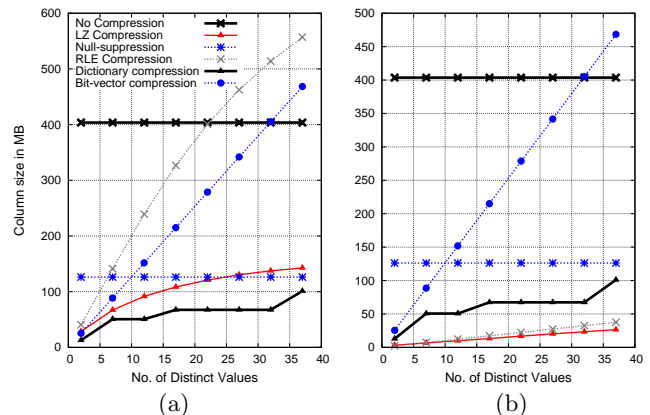 No Compression
LZ Compression
Null-suppression
RLE Compression
Dictionary compression
Bit-vector compression
Column size in MB
600
500
400
300
200
100
0
0 5 10 15 20 25 30 35 40
No. of Distinct Values
(a)
500
450
400
350
300
250
200
150
100
50
0
0 5 10 15 20 25 30 35 40
No. of Distinct Values
(b)